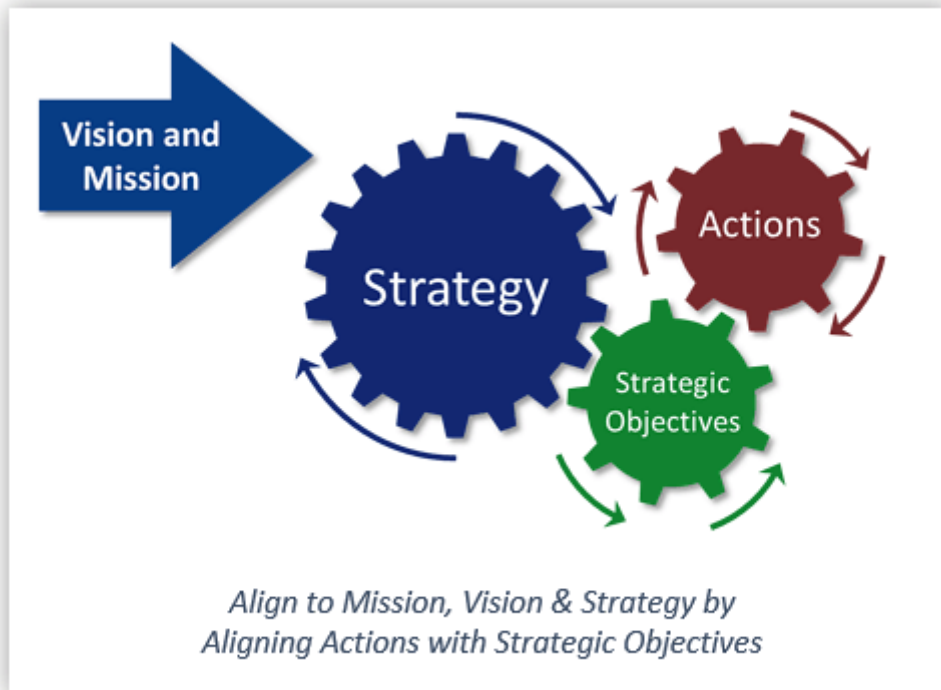 Vision and
Mission
Strategy
Actions
Strategic
Objectives
Align to Mission, Vision & Strategy by
Aligning Actions with Strategic Objectives